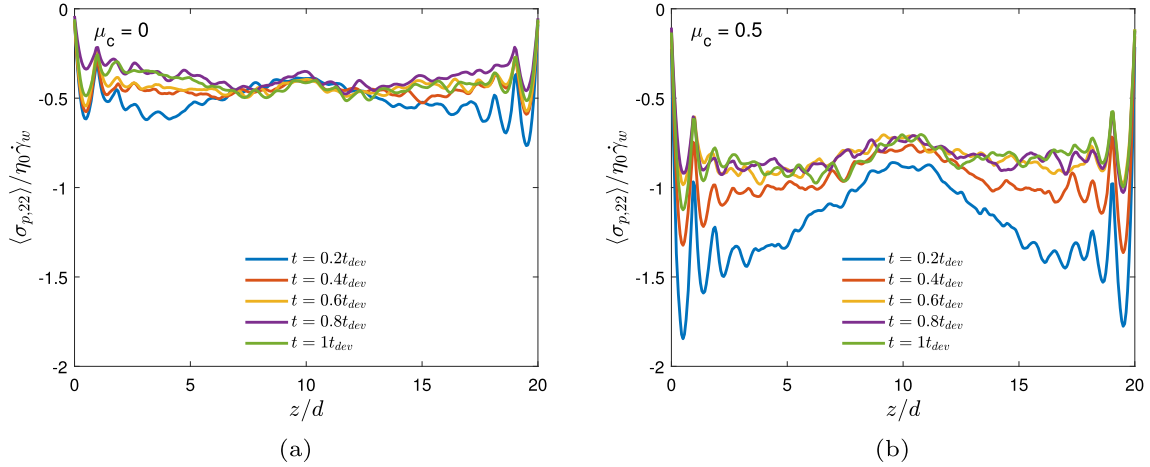 μc = 0
0
-0.5
-1
-1.5
-2
⟨σp,22⟩/η0γ̇w
t = 0.2tdev
t = 0.4tdev
t = 0.6tdev
t = 0.8tdev
t = 1tdev
0 5 10 15 20
z/d
(a)
μc = 0.5
0
-0.5
-1
-1.5
-2
⟨σp,22⟩/η0γ̇w
t = 0.2tdev
t = 0.4tdev
t = 0.6tdev
t = 0.8tdev
t = 1tdev
0 5 10 15 20
z/d
(b)